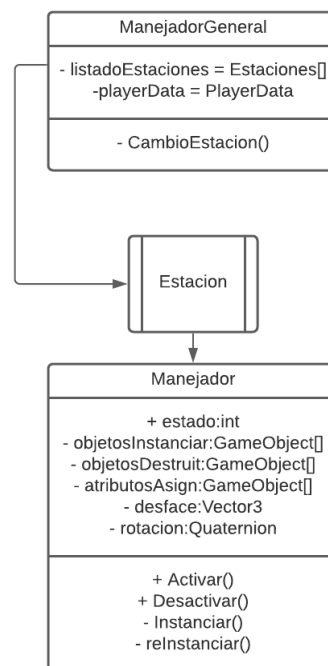 ManejadorGeneral
- listadoEstaciones = Estaciones[]
-playerData = PlayerData
- CambioEstacion()
Estacion
Manejador
+ estado:int
- objetosInstanciar:GameObject[]
- objetosDestruit:GameObject[]
- atributosAsign:GameObject[]
- desface:Vector3
- rotacion:Quaternion
+ Activar()
+ Desactivar()
- Instanciar()
- reInstanciar()